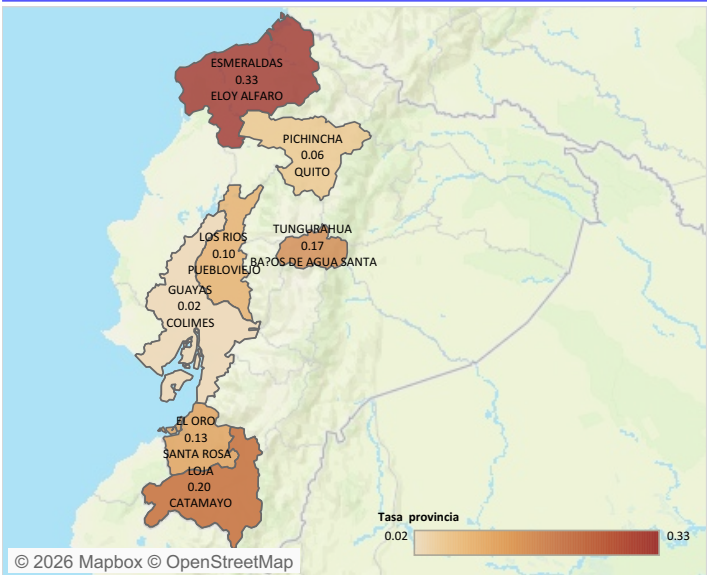 ESMERALDAS
0.33
ELOY ALFARO
PICHINCHA
0.06
QUITO
TUNGURAHUA
0.17
BA?OS DE AGUA SANTA
LOS RIOS
0.10
PUEBLOVIEJO
GUAYAS
0.02
COLIMES
EL ORO
0.13
SANTA ROSA
LOJA
0.20
CATAMAYO
Tasa provincia
0.02
0.33
© 2026 Mapbox © OpenStreetMap